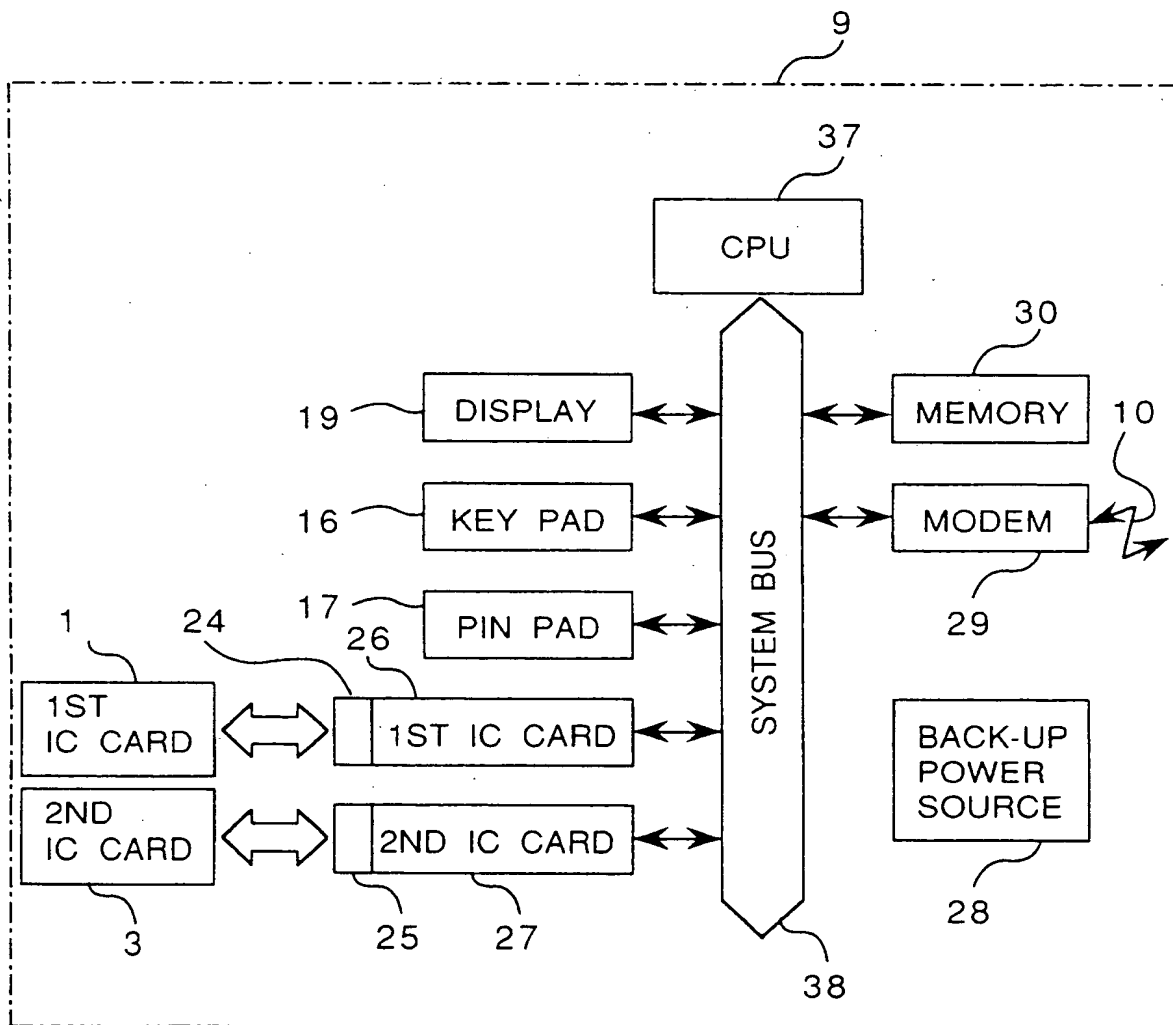 9
37
CPU
30
19
DISPLAY
MEMORY
10
16
KEY PAD
MODEM
29
17
PIN PAD
SYSTEM BUS
1
24
26
1ST
IC CARD
1ST IC CARD
BACK-UP
POWER
SOURCE
2ND
IC CARD
2ND IC CARD
3
25
27
28
38